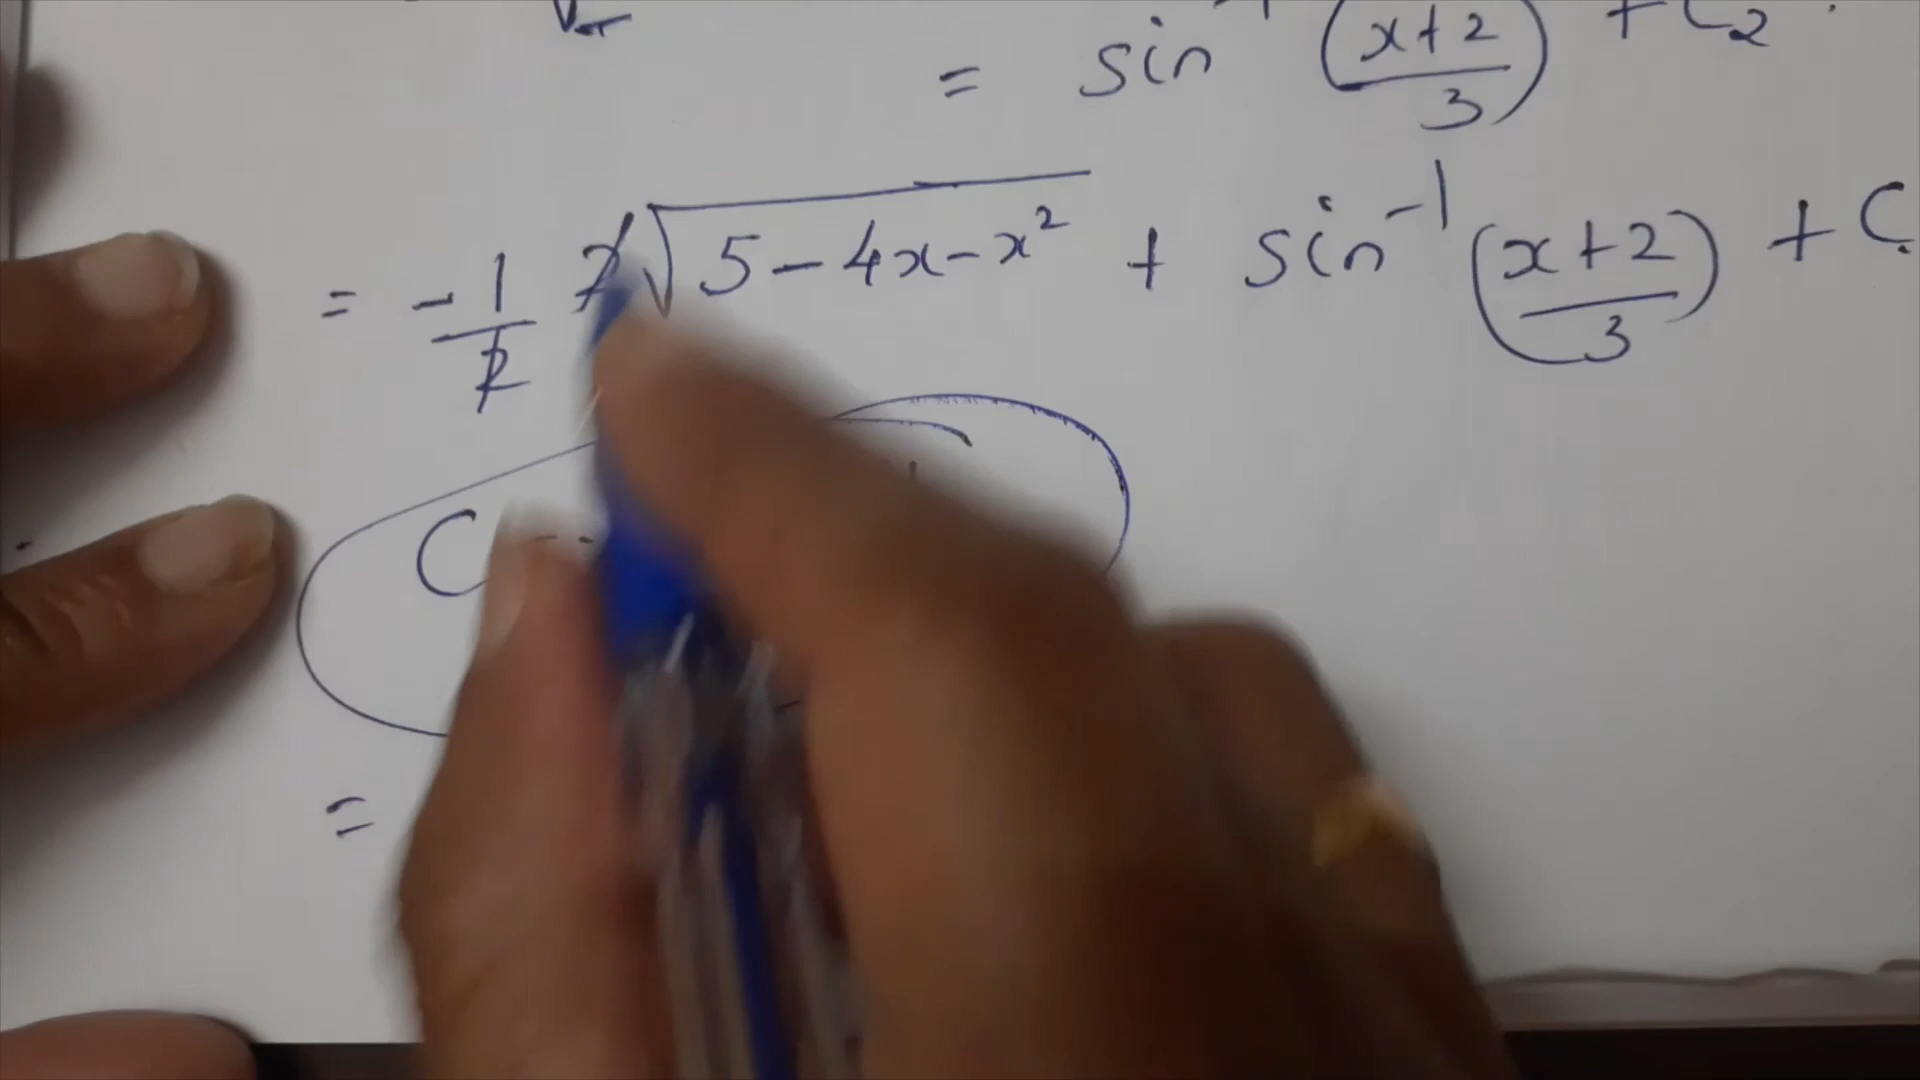 = sin⁻¹ (x+2/3) + C₂
= -1/2 2√(5-4x-x²) + sin⁻¹ (x+2/3) + C
C
=